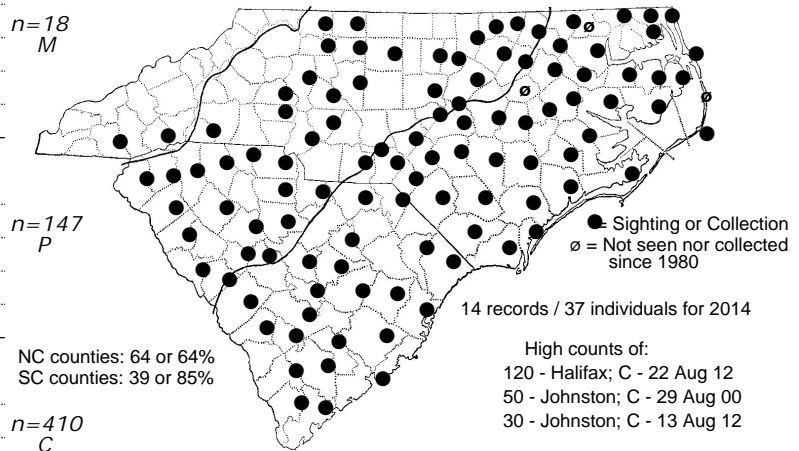 n=18
M
n=147
P
= Sighting or Collection
ø = Not seen nor collected
since 1980
14 records / 37 individuals for 2014
NC counties: 64 or 64%
SC counties: 39 or 85%
High counts of:
120 - Halifax; C - 22 Aug 12
50 - Johnston; C - 29 Aug 00
30 - Johnston; C - 13 Aug 12
n=410
C
ø
ø
ø